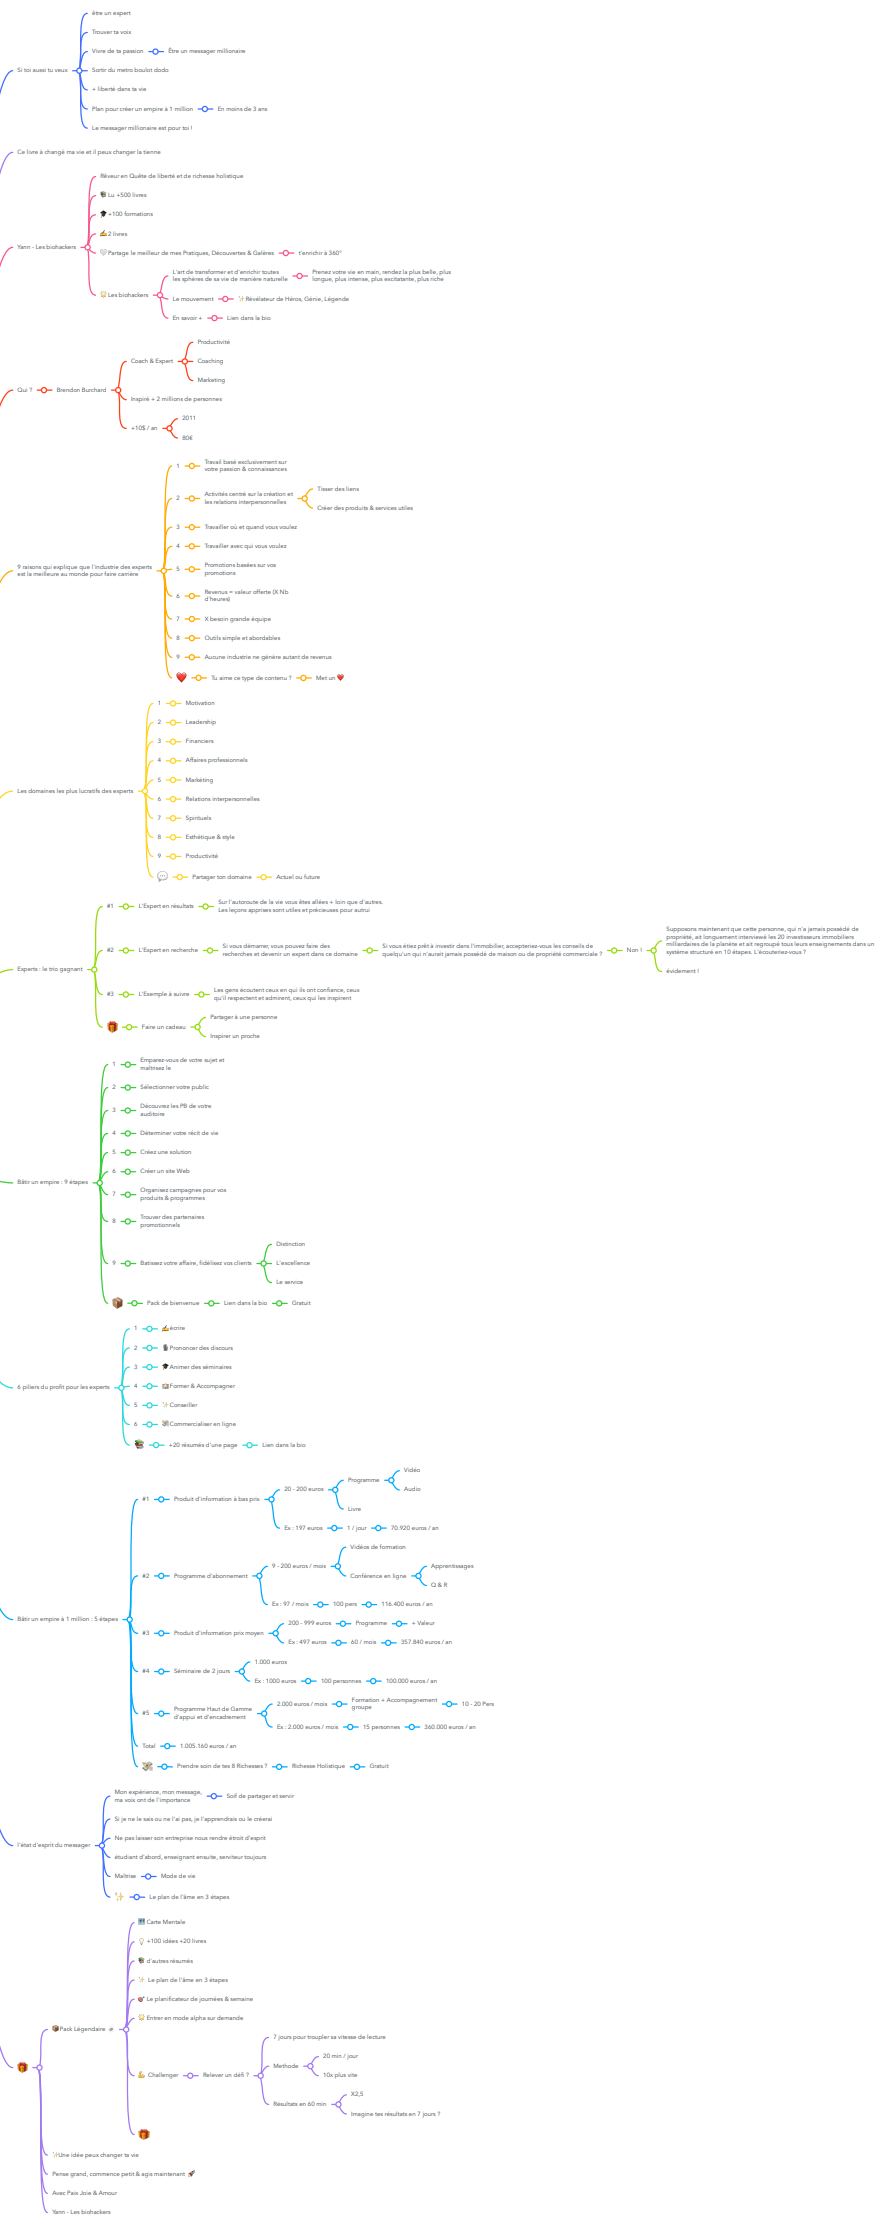 Si toi aussi tu veux
être un expert
Trouver ta voix
Vivre de ta passion
Être un messager millionaire
Sortir du metro boulot dodo
+ liberté dans ta vie
Plan pour créer un empire à 1 million
En moins de 3 ans
Le messager millionaire est pour toi !
Ce livre à changé ma vie et il peux changer la tienne
Yann - Les biohackers
Rêveur en Quête de liberté et de richesse holistique
📚 Lu +500 livres
🎓+100 formations
✍️2 livres
🤍Partage le meilleur de mes Pratiques, Découvertes & Galères
t'enrichir à 360°
Les biohackers
L'art de transformer et d'enrichir toutes
les sphères de sa vie de manière naturelle
Prenez votre vie en main, rendez la plus belle, plus
longue, plus intense, plus excitatante, plus riche
Le mouvement
✨Révélateur de Héros, Génie, Légende
En savoir +
Lien dans la bio
Qui ?
Brendon Burchard
Coach & Expert
Productivité
Coaching
Marketing
Inspiré + 2 millions de personnes
+10$ / an
2011
80€
9 raisons qui explique que l'industrie des experts
est la meilleure au monde pour faire carrière
1
Travail basé exclusivement sur
votre passion & connaissances
2
Activités centré sur la création et
les relations interpersonnelles
Tisser des liens
Créer des produits & services utiles
3
Travailler où et quand vous voulez
4
Travailler avec qui vous voulez
5
Promotions basées sur vos
promotions
6
Revenus = valeur offerte (X Nb
d'heures)
7
X besoin grande équipe
8
Outils simple et abordables
9
Aucune industrie ne génère autant de revenus
❤️
Tu aime ce type de contenu ?
Met un ❤️
Les domaines les plus lucratifs des experts
1
Motivation
2
Leadership
3
Financiers
4
Affaires professionnels
5
Markéting
6
Relations interpersonnelles
7
Spirituels
8
Esthétique & style
9
Productivité
💬
Partager ton domaine
Actuel ou future
Experts : le trio gagnant
#1
L'Expert en résultats
Sur l'autoroute de la vie vous êtes allées + loin que d'autres.
Les leçons apprises sont utiles et précieuses pour autrui
#2
L'Expert en recherche
Si vous démarrer, vous pouvez faire des
recherches et devenir un expert dans ce domaine
Si vous étiez prêt à investir dans l'immobilier, accepteriez-vous les conseils de
quelqu'un qui n'aurait jamais possédé de maison ou de propriété commerciale ?
Non !
Supposons maintenant que cette personne, qui n'a jamais possédé de
propriété, ait longuement interviewé les 20 investisseurs immobiliers
milliardaires de la planète et ait regroupé tous leurs enseignements dans un
système structuré en 10 étapes. L'écouteriez-vous ?
évidement !
#3
L'Exemple à suivre
Les gens écoutent ceux en qui ils ont confiance, ceux
qu'il respectent et admirent, ceux qui les inspirent
🎁
Faire un cadeau
Partager à une personne
Inspirer un proche
Bâtir un empire : 9 étapes
1
Emparez-vous de votre sujet et
maîtrisez le
2
Sélectionner votre public
3
Découvrez les PB de votre
auditoire
4
Déterminer votre récit de vie
5
Créez une solution
6
Créer un site Web
7
Organisez campagnes pour vos
produits & programmes
8
Trouver des partenaires
promotionnels
9
Batissez votre affaire, fidélisez vos clients
Distinction
L'excellence
Le service
📦
Pack de bienvenue
Lien dans la bio
Gratuit
6 piliers du profit pour les experts
1
✍️écrire
2
Prononcer des discours
3
🎓Animer des séminaires
4
Former & Accompagner
5
✨Conseiller
6
💸Commercialiser en ligne
📚
+20 résumés d'une page
Lien dans la bio
Bâtir un empire à 1 million : 5 étapes
#1
Produit d'information à bas prix
20 - 200 euros
Programme
Vidéo
Audio
Livre
Ex : 197 euros
1 / jour
70.920 euros / an
#2
Programme d'abonnement
9 - 200 euros / mois
Vidéos de formation
Conférence en ligne
Apprentissages
Q & R
Ex : 97 / mois
100 pers
116.400 euros / an
#3
Produit d'information prix moyen
200 - 999 euros
Programme
+ Valeur
Ex : 497 euros
60 / mois
357.840 euros / an
#4
Séminaire de 2 jours
1.000 euros
Ex : 1000 euros
100 personnes
100.000 euros / an
#5
Programme Haut de Gamme
d'appui et d'encadrement
2.000 euros / mois
Formation + Accompagnement
groupe
10 - 20 Pers
Ex : 2.000 euros / mois
15 personnes
360.000 euros / an
Total
1.005.160 euros / an
💸
Prendre soin de tes 8 Richesses ?
Richesse Holistique
Gratuit
l'état d'esprit du messager
Mon expérience, mon message,
ma vois ont de l'importance
Soif de partager et servir
Si je ne le sais ou ne l'ai pas, je l'apprendrais ou le créerai
Ne pas laisser son entreprise nous rendre étroit d'esprit
étudiant d'abord, enseignant ensuite, serviteur toujours
Maîtrise
Mode de vie
✨
Le plan de l'âme en 3 étapes
🎁
📦Pack Légendaire
Carte Mentale
💡 +100 idées +20 livres
📚 d'autres résumés
✨ Le plan de l'âme en 3 étapes
🎯 Le planificateur de journées & semaine
Entrer en mode alpha sur demande
💪 Challenger
Relever un défi ?
7 jours pour troupler sa vitesse de lecture
Methode
20 min / jour
10x plus vite
Résultats en 60 min
X2,5
Imagine tes résultats en 7 jours ?
🎁
✨Une idée peux changer ta vie
Pense grand, commence petit & agis maintenant 🚀
Avec Paix Joie & Amour
Yann - Les biohackers